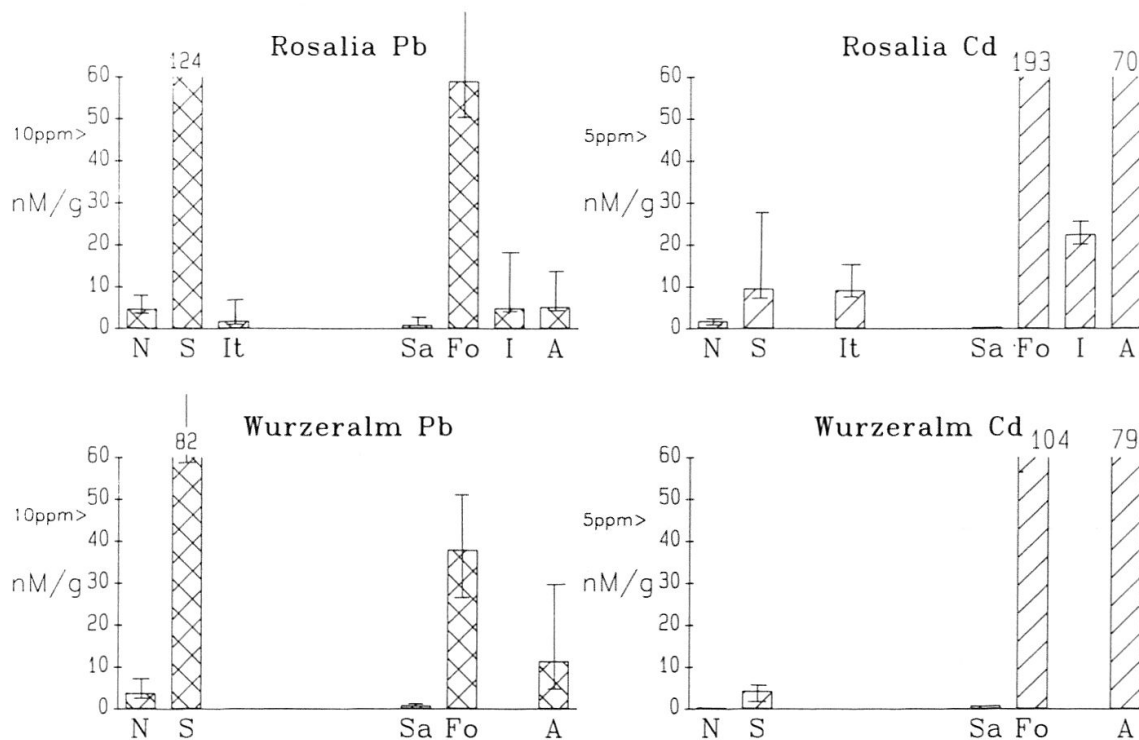 Rosalia Pb
124
60
50
10ppm>
40
nM/g
30
20
10
0
N S It Sa Fo I A
Rosalia Cd
193 70
60
50
5ppm>
40
nM/g
30
20
10
0
N S It Sa Fo I A
Wurzeralm Pb
82
60
50
10ppm>
40
nM/g
30
20
10
0
N S Sa Fo A
Wurzeralm Cd
104 79
60
50
5ppm>
40
nM/g
30
20
10
0
N S Sa Fo A